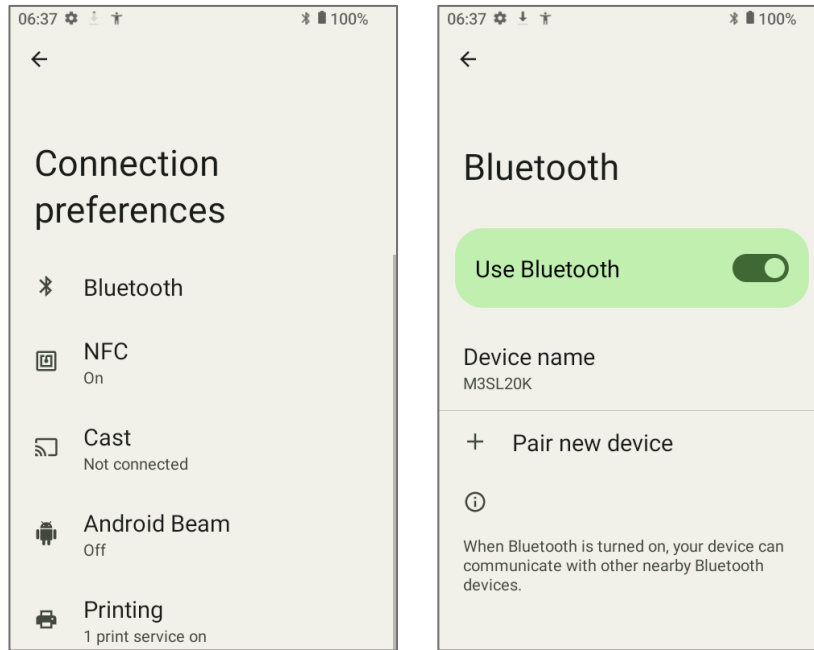 06:37 100%
Connection
preferences
Bluetooth
NFC
On
Cast
Not connected
Android Beam
Off
Printing
1 print service on
06:37 100%
Bluetooth
Use Bluetooth
Device name
M3SL20K
Pair new device
When Bluetooth is turned on, your device can
communicate with other nearby Bluetooth
devices.